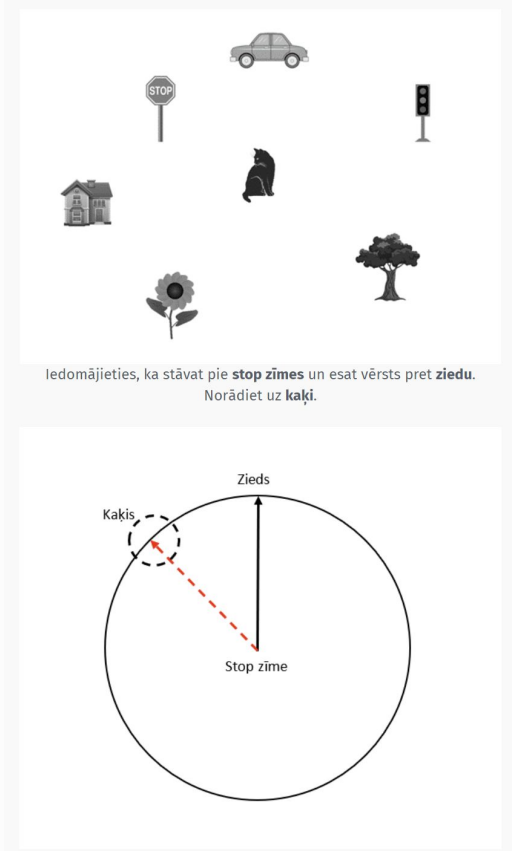 STOP
Iedomājieties, ka stāvat pie stop zīmes un esat vērsts pret ziedu.
Norādiet uz kaķi.
Zieds
Kaķis
Stop zīme